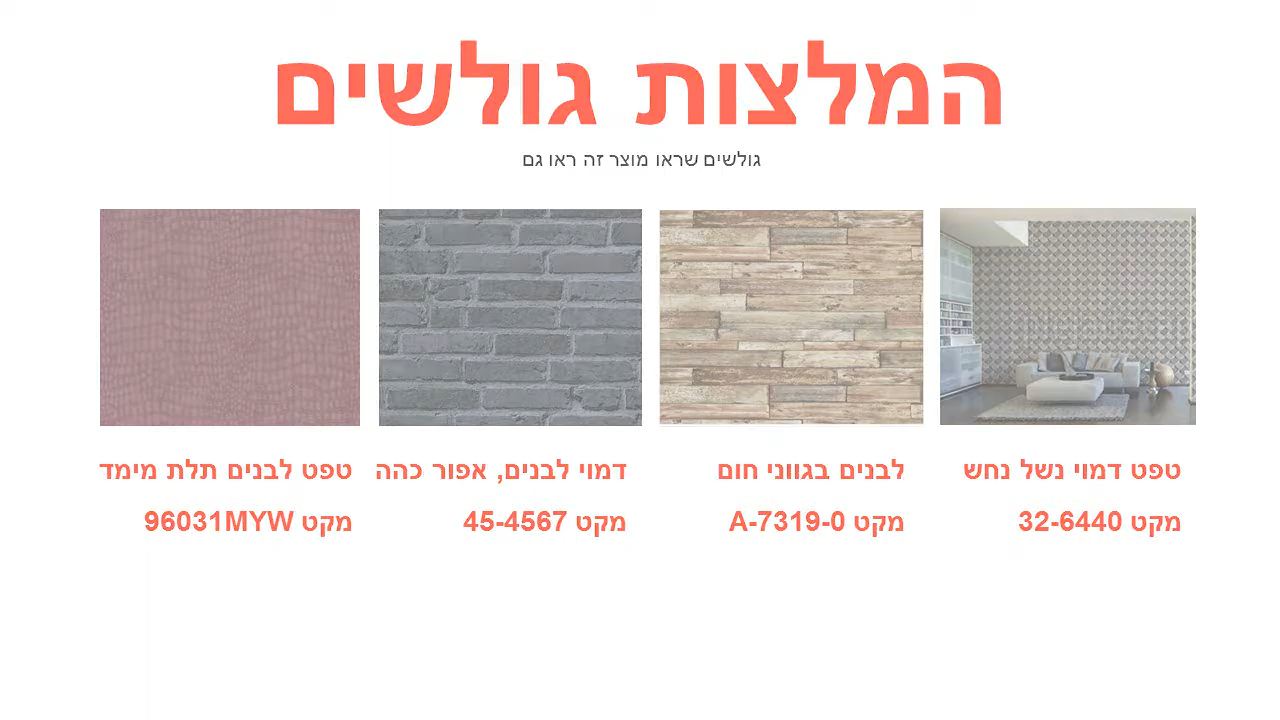 המלצות גולשים
גולשים שראו מוצר זה ראו גם
טפט דמוי נשל נחש
מקט 32-6440
לבנים בגווני חום
מקט A-7319-0
דמוי לבנים, אפור כהה
מקט 45-4567
טפט לבנים תלת מימד
מקט 96031MYW